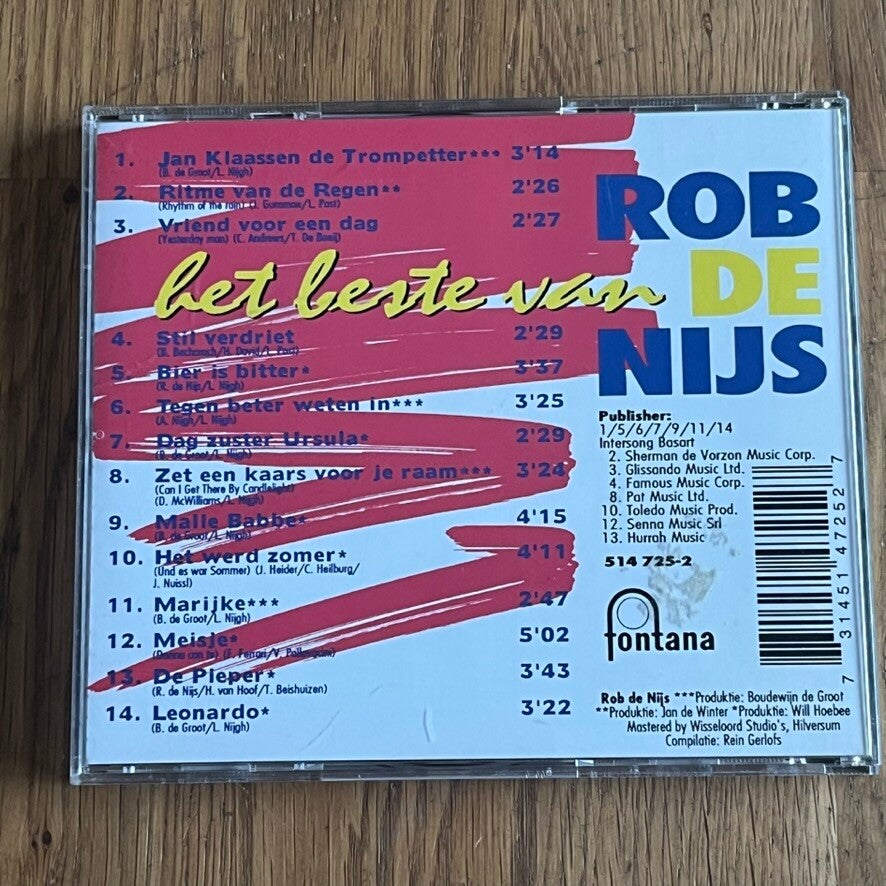 1. Jan Klaassen de Trompetter*** 3'14
(B. de Groot/L. Nijgh)
2. Ritme van de Regen** 2'26
(Rhythm of the rain) (J. Gummoe/L. Post)
3. Vriend voor een dag 2'27
(Yesterday man) (C. Andrews/T. De Booij)
het beste van
ROB
DE
NIJS
4. Stil verdriet 2'29
(B. Bacharach/H. David/L. Post)
5. Bier is bitter* 3'37
(R. de Nijs/L. Nijgh)
6. Tegen beter weten in*** 3'25
(A. Nijgh/L. Nijgh)
7. Dag zuster Ursula* 2'29
(B. de Groot/L. Nijgh)
8. Zet een kaars voor je raam*** 3'24
(Can I Get There By Candlelight)
(D. McWilliams/L. Nijgh)
9. Malle Babbe* 4'15
(B. de Groot/L. Nijgh)
10. Het werd zomer* 4'11
(Und es war Sommer) (J. Heider/C. Heilburg/
J. Nuissl)
11. Marijke*** 2'47
(B. de Groot/L. Nijgh)
12. Meisje* 5'02
13. De Pieper* 3'43
(R. de Nijs/H. van Hoof/T. Beishuizen)
14. Leonardo* 3'22
(B. de Groot/L. Nijgh)
Publisher:
1/5/6/7/9/11/14
Intersong Basart
2. Sherman de Vorzon Music Corp.
3. Glissando Music Ltd.
4. Famous Music Corp.
8. Pat Music Ltd.
10. Toledo Music Prod.
12. Senna Music Srl
13. Hurrah Music
514 725-2
fontana
7 31451 47252 7
Rob de Nijs ***Produktie: Boudewijn de Groot
**Produktie: Jan de Winter *Produktie: Will Hoebee
Mastered by Wisseloord Studio's, Hilversum
Compilatie: Rein Gerlofs